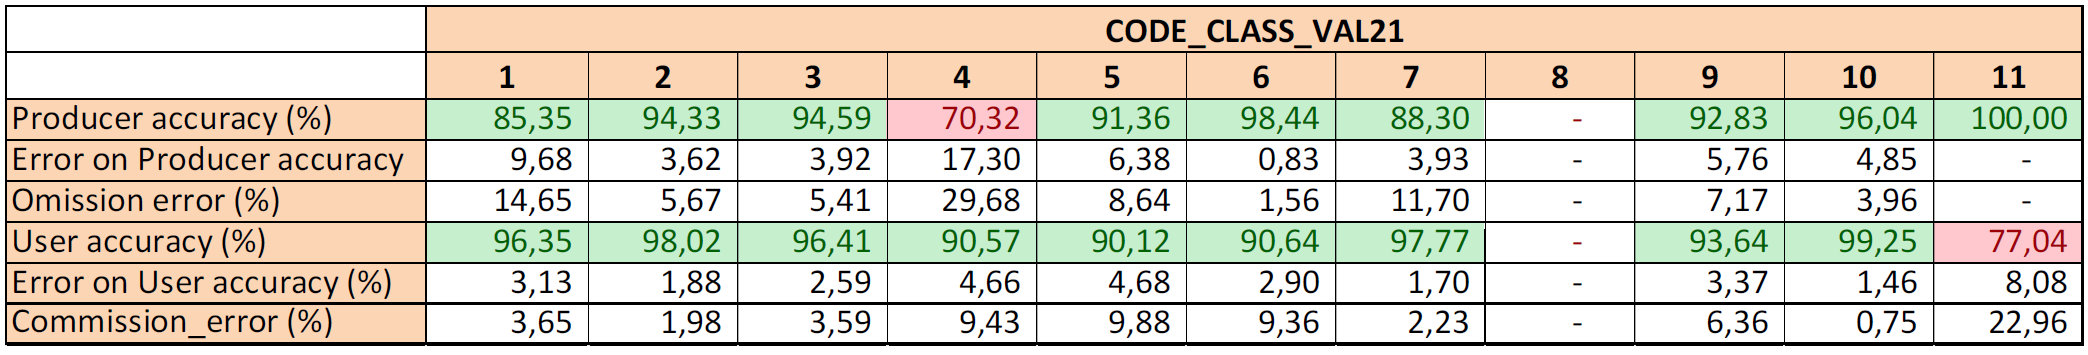 CODE_CLASS_VAL21
1 2 3 4 5 6 7 8 9 10 11
Producer accuracy (%) 85,35 94,33 94,59 70,32 91,36 98,44 88,30 - 92,83 96,04 100,00
Error on Producer accuracy 9,68 3,62 3,92 17,30 6,38 0,83 3,93 - 5,76 4,85 -
Omission error (%) 14,65 5,67 5,41 29,68 8,64 1,56 11,70 - 7,17 3,96 -
User accuracy (%) 96,35 98,02 96,41 90,57 90,12 90,64 97,77 - 93,64 99,25 77,04
Error on User accuracy (%) 3,13 1,88 2,59 4,66 4,68 2,90 1,70 - 3,37 1,46 8,08
Commission_error (%) 3,65 1,98 3,59 9,43 9,88 9,36 2,23 - 6,36 0,75 22,96